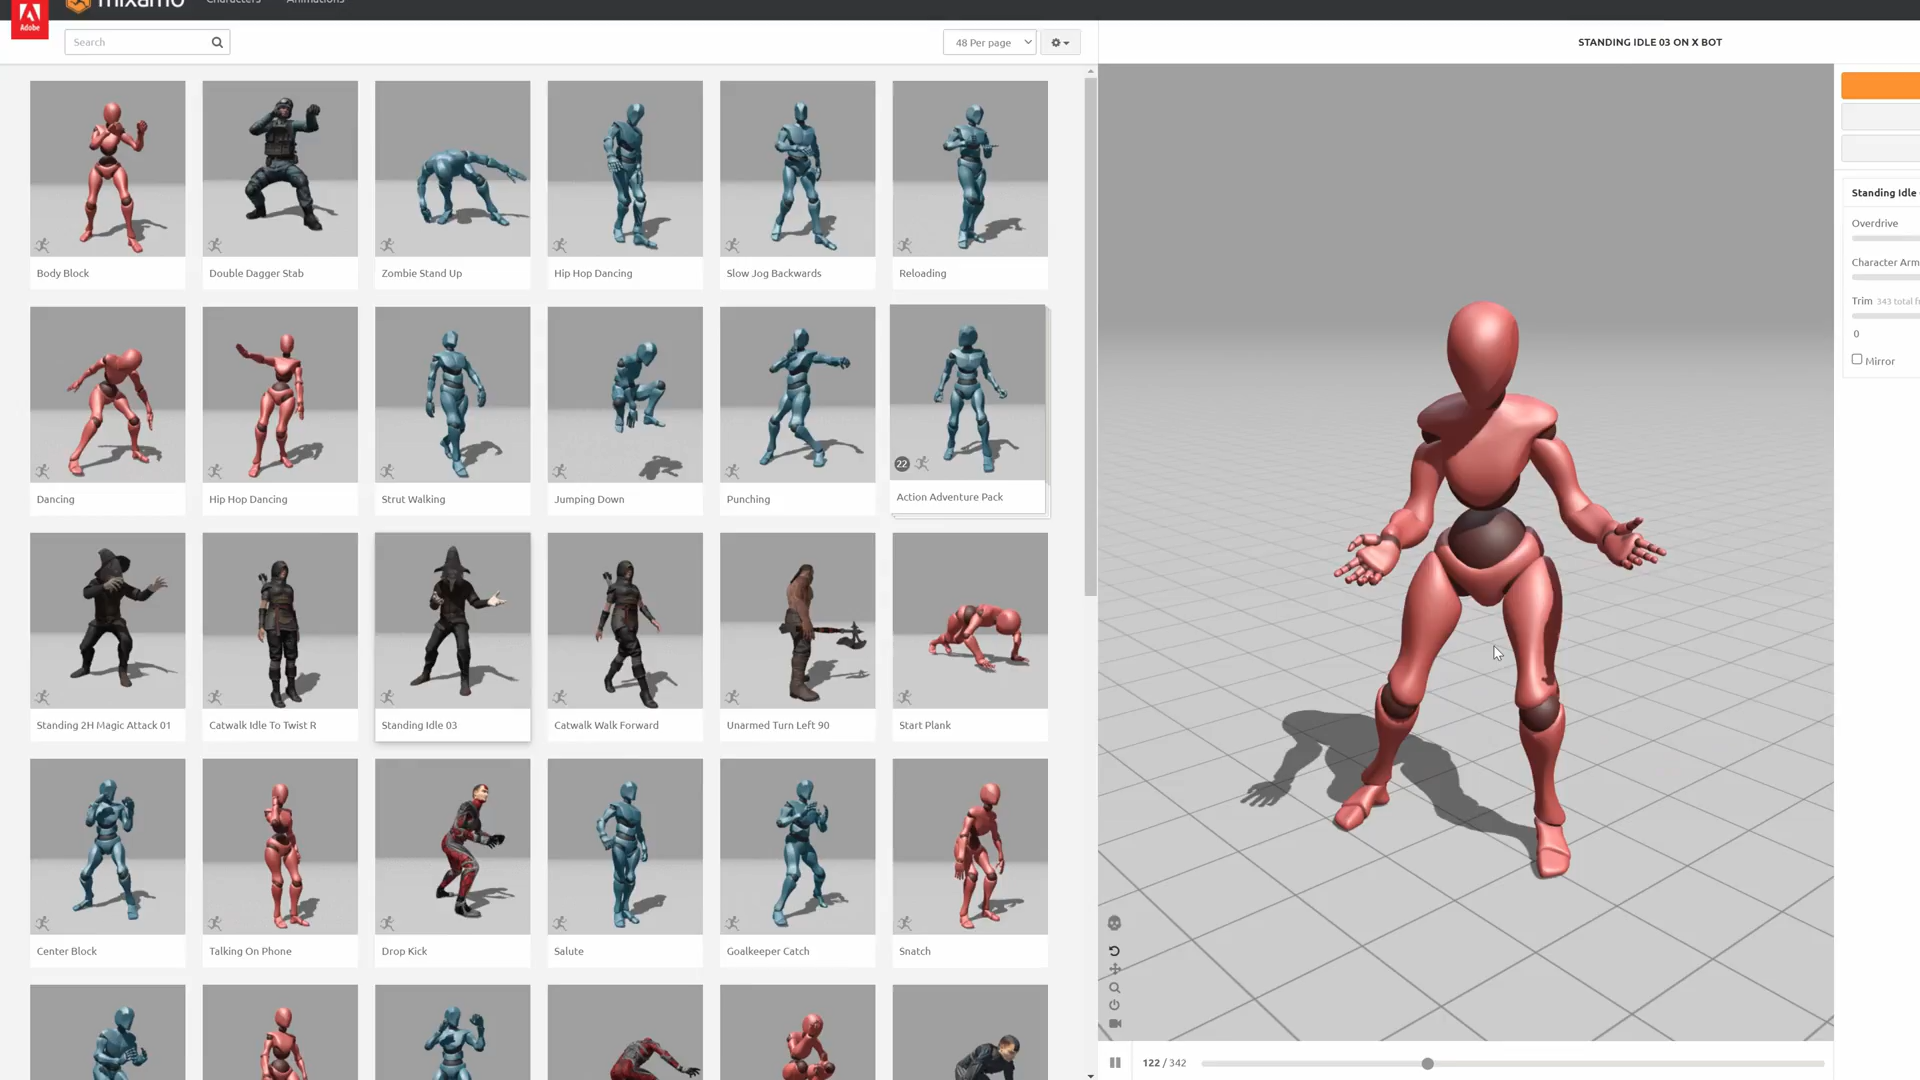 mixamo
Characters
Animations
Adobe
Search
48 Per page
STANDING IDLE 03 ON X BOT
Body Block
Double Dagger Stab
Zombie Stand Up
Hip Hop Dancing
Slow Jog Backwards
Reloading
Standing Idle
Overdrive
Character Arm
Trim 343 total f
0
Mirror
22
Dancing
Hip Hop Dancing
Strut Walking
Jumping Down
Punching
Action Adventure Pack
Standing 2H Magic Attack 01
Catwalk Idle To Twist R
Standing Idle 03
Catwalk Walk Forward
Unarmed Turn Left 90
Start Plank
Center Block
Talking On Phone
Drop Kick
Salute
Goalkeeper Catch
Snatch
122 / 342